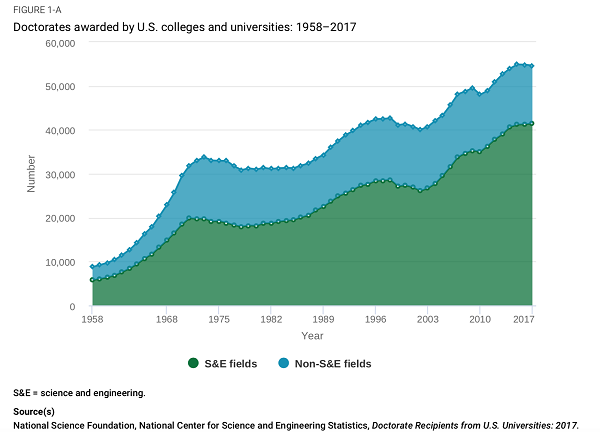 FIGURE 1-A
Doctorates awarded by U.S. colleges and universities: 1958–2017
60,000
50,000
40,000
30,000
20,000
10,000
0
Number
1958 1968 1975 1982 1989 1996 2003 2010 2017
Year
S&E fields Non-S&E fields
S&E = science and engineering.
Source(s)
National Science Foundation, National Center for Science and Engineering Statistics, Doctorate Recipients from U.S. Universities: 2017.